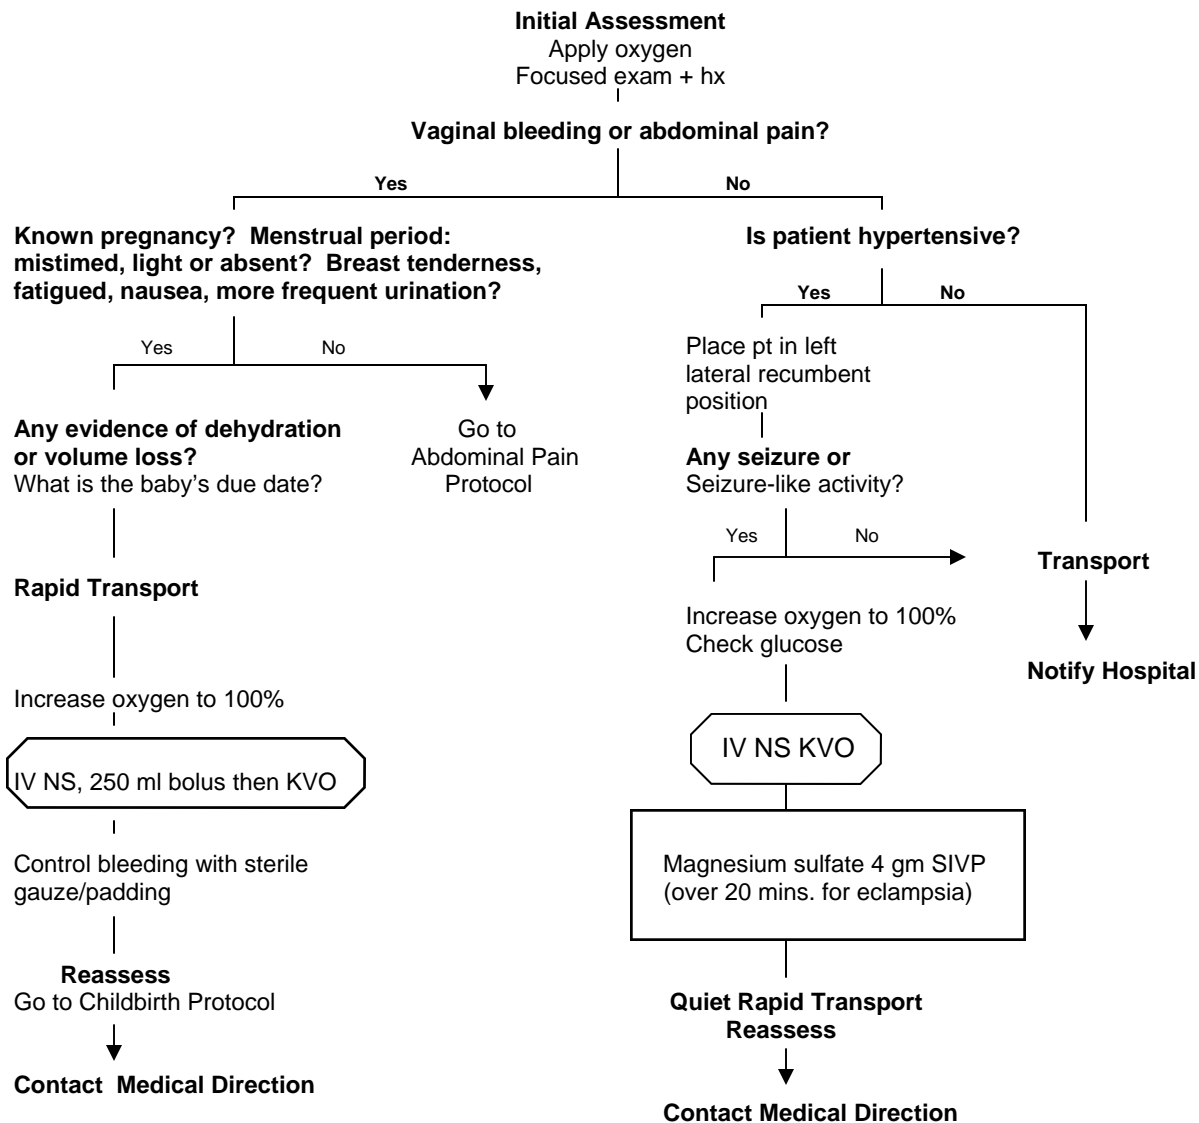 Initial Assessment
Apply oxygen
Focused exam + hx
Vaginal bleeding or abdominal pain?
Yes
No
Known pregnancy?  Menstrual period:
mistimed, light or absent?  Breast tenderness,
fatigued, nausea, more frequent urination?
Yes
No
Any evidence of dehydration
or volume loss?
What is the baby's due date?
Go to
Abdominal Pain
Protocol
Rapid Transport
Increase oxygen to 100%
IV NS, 250 ml bolus then KVO
Control bleeding with sterile
gauze/padding
Reassess
Go to Childbirth Protocol
Contact  Medical Direction
Is patient hypertensive?
Yes
No
Place pt in left
lateral recumbent
position
Any seizure or
Seizure-like activity?
Yes
No
Increase oxygen to 100%
Check glucose
IV NS KVO
Magnesium sulfate 4 gm SIVP
(over 20 mins. for eclampsia)
Quiet Rapid Transport
Reassess
Contact Medical Direction
Transport
Notify Hospital